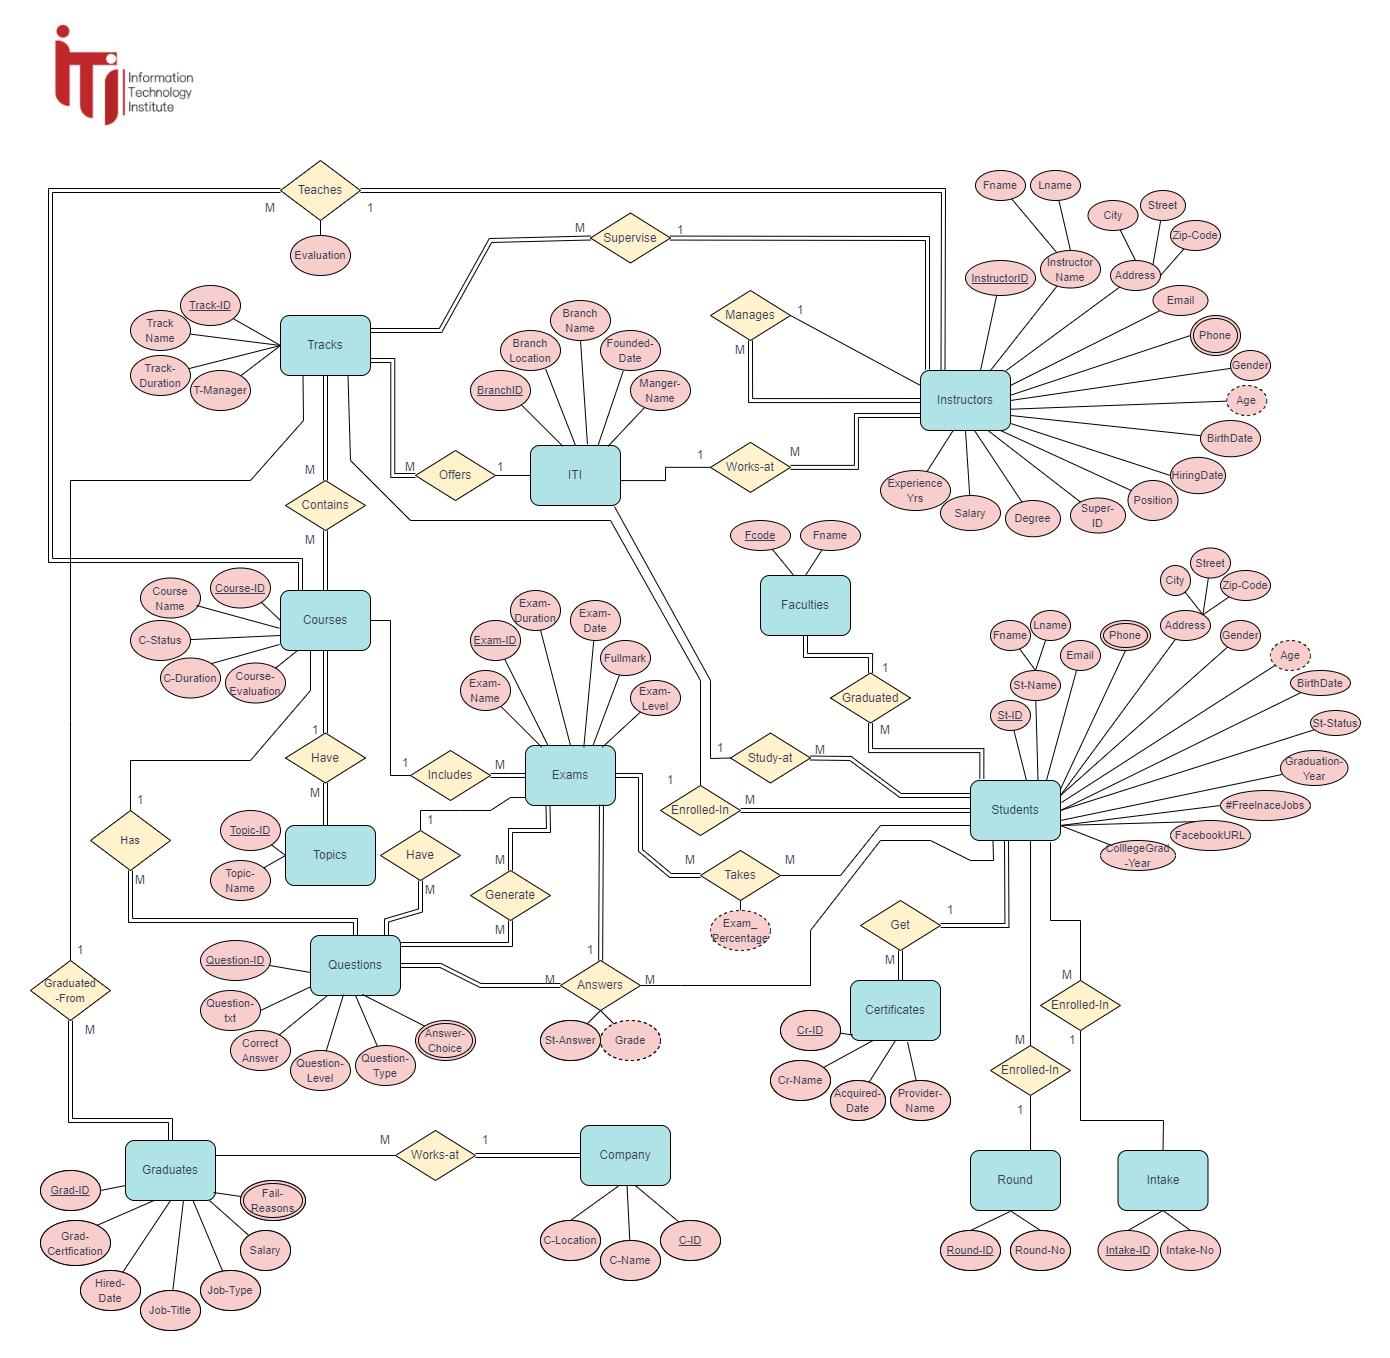 iTi
Information
Technology
Institute
Teaches
M
1
Evaluation
M
Supervise
1
Fname
Lname
City
Street
Zip-Code
InstructorID
Instructor
Name
Address
Email
Phone
Gender
Age
BirthDate
HiringDate
Position
Super-
ID
Degree
Salary
Experience
Yrs
Instructors
Manages
1
M
Works-at
1
M
Track-ID
Track
Name
Track-
Duration
T-Manager
Tracks
Branch
Name
Branch
Location
Founded-
Date
BranchID
Manger-
Name
ITI
M
Offers
1
M
Contains
M
Fcode
Fname
Faculties
1
Graduated
M
Course-ID
Course
Name
C-Status
C-Duration
Course-
Evaluation
Courses
Exam-
Duration
Exam-
Date
Exam-ID
Fullmark
Exam-
Name
Exam-
Level
Exams
1
Includes
M
1
Have
M
City
Street
Zip-Code
Fname
Lname
Phone
Address
Gender
Email
Age
St-Name
BirthDate
St-ID
St-Status
Graduation-
Year
#FreelnaceJobs
FacebookURL
ColllegeGrad
-Year
Students
1
Study-at
M
1
Enrolled-In
M
1
Has
M
Topic-ID
Topic-
Name
Topics
1
Have
M
M
Generate
M
M
Takes
M
Exam_
Percentage
Get
1
M
Question-ID
Question-
txt
Correct
Answer
Question-
Level
Question-
Type
Answer-
Choice
Questions
M
1
Answers
M
St-Answer
Grade
Certificates
Cr-ID
Cr-Name
Acquired-
Date
Provider-
Name
M
Enrolled-In
1
M
Enrolled-In
1
1
Graduated
-From
M
Graduates
Grad-ID
Grad-
Certfication
Hired-
Date
Job-Title
Job-Type
Salary
Fail-
Reasons
M
Works-at
1
Company
C-Location
C-Name
C-ID
Round
Round-ID
Round-No
Intake
Intake-ID
Intake-No